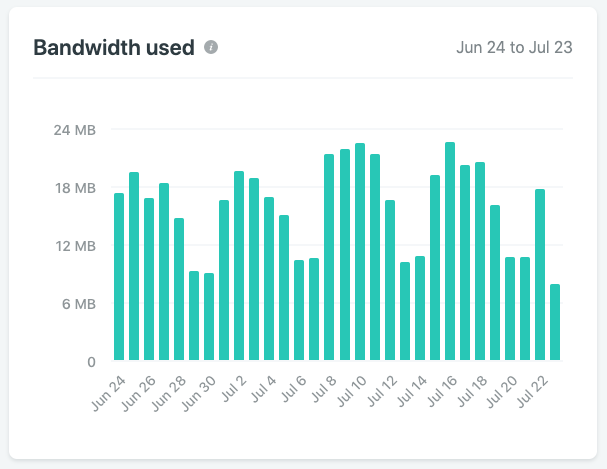 Bandwidth used i
Jun 24 to Jul 23
24 MB
18 MB
12 MB
6 MB
0
Jun 24
Jun 26
Jun 28
Jun 30
Jul 2
Jul 4
Jul 6
Jul 8
Jul 10
Jul 12
Jul 14
Jul 16
Jul 18
Jul 20
Jul 22